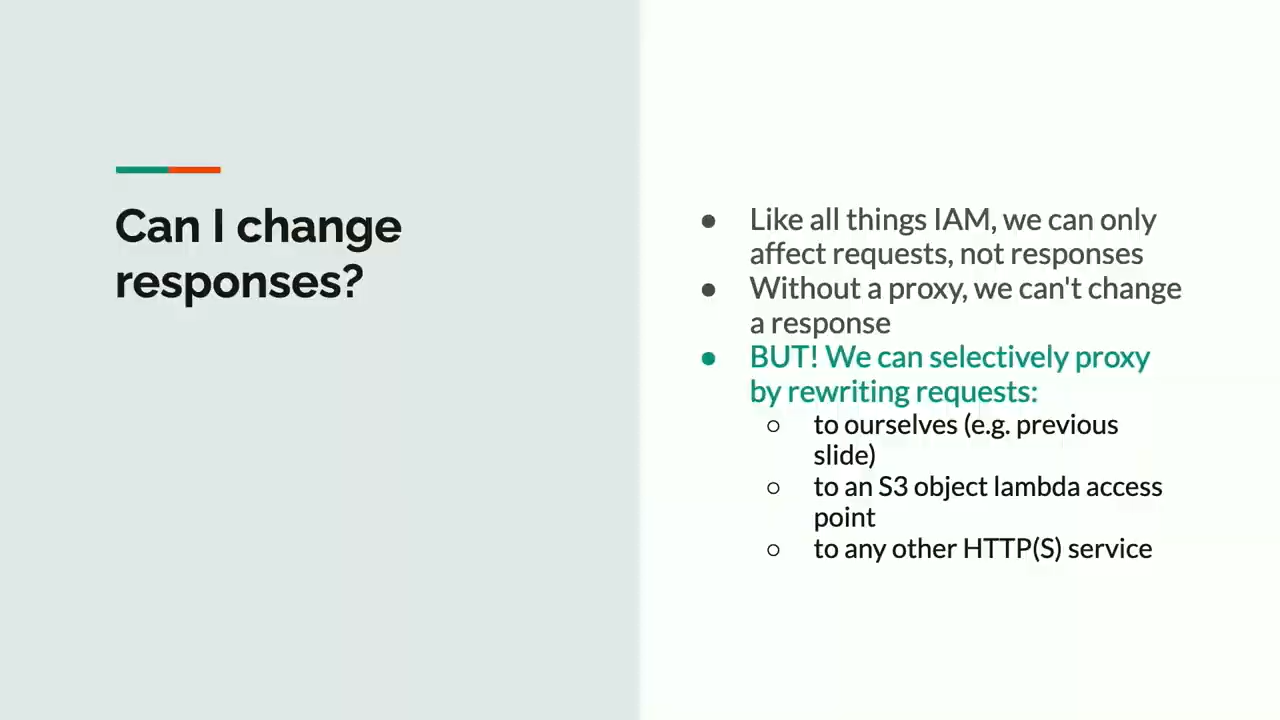 Can I change
responses?
● Like all things IAM, we can only
affect requests, not responses
● Without a proxy, we can't change
a response
● BUT! We can selectively proxy
by rewriting requests:
○ to ourselves (e.g. previous
slide)
○ to an S3 object lambda access
point
○ to any other HTTP(S) service